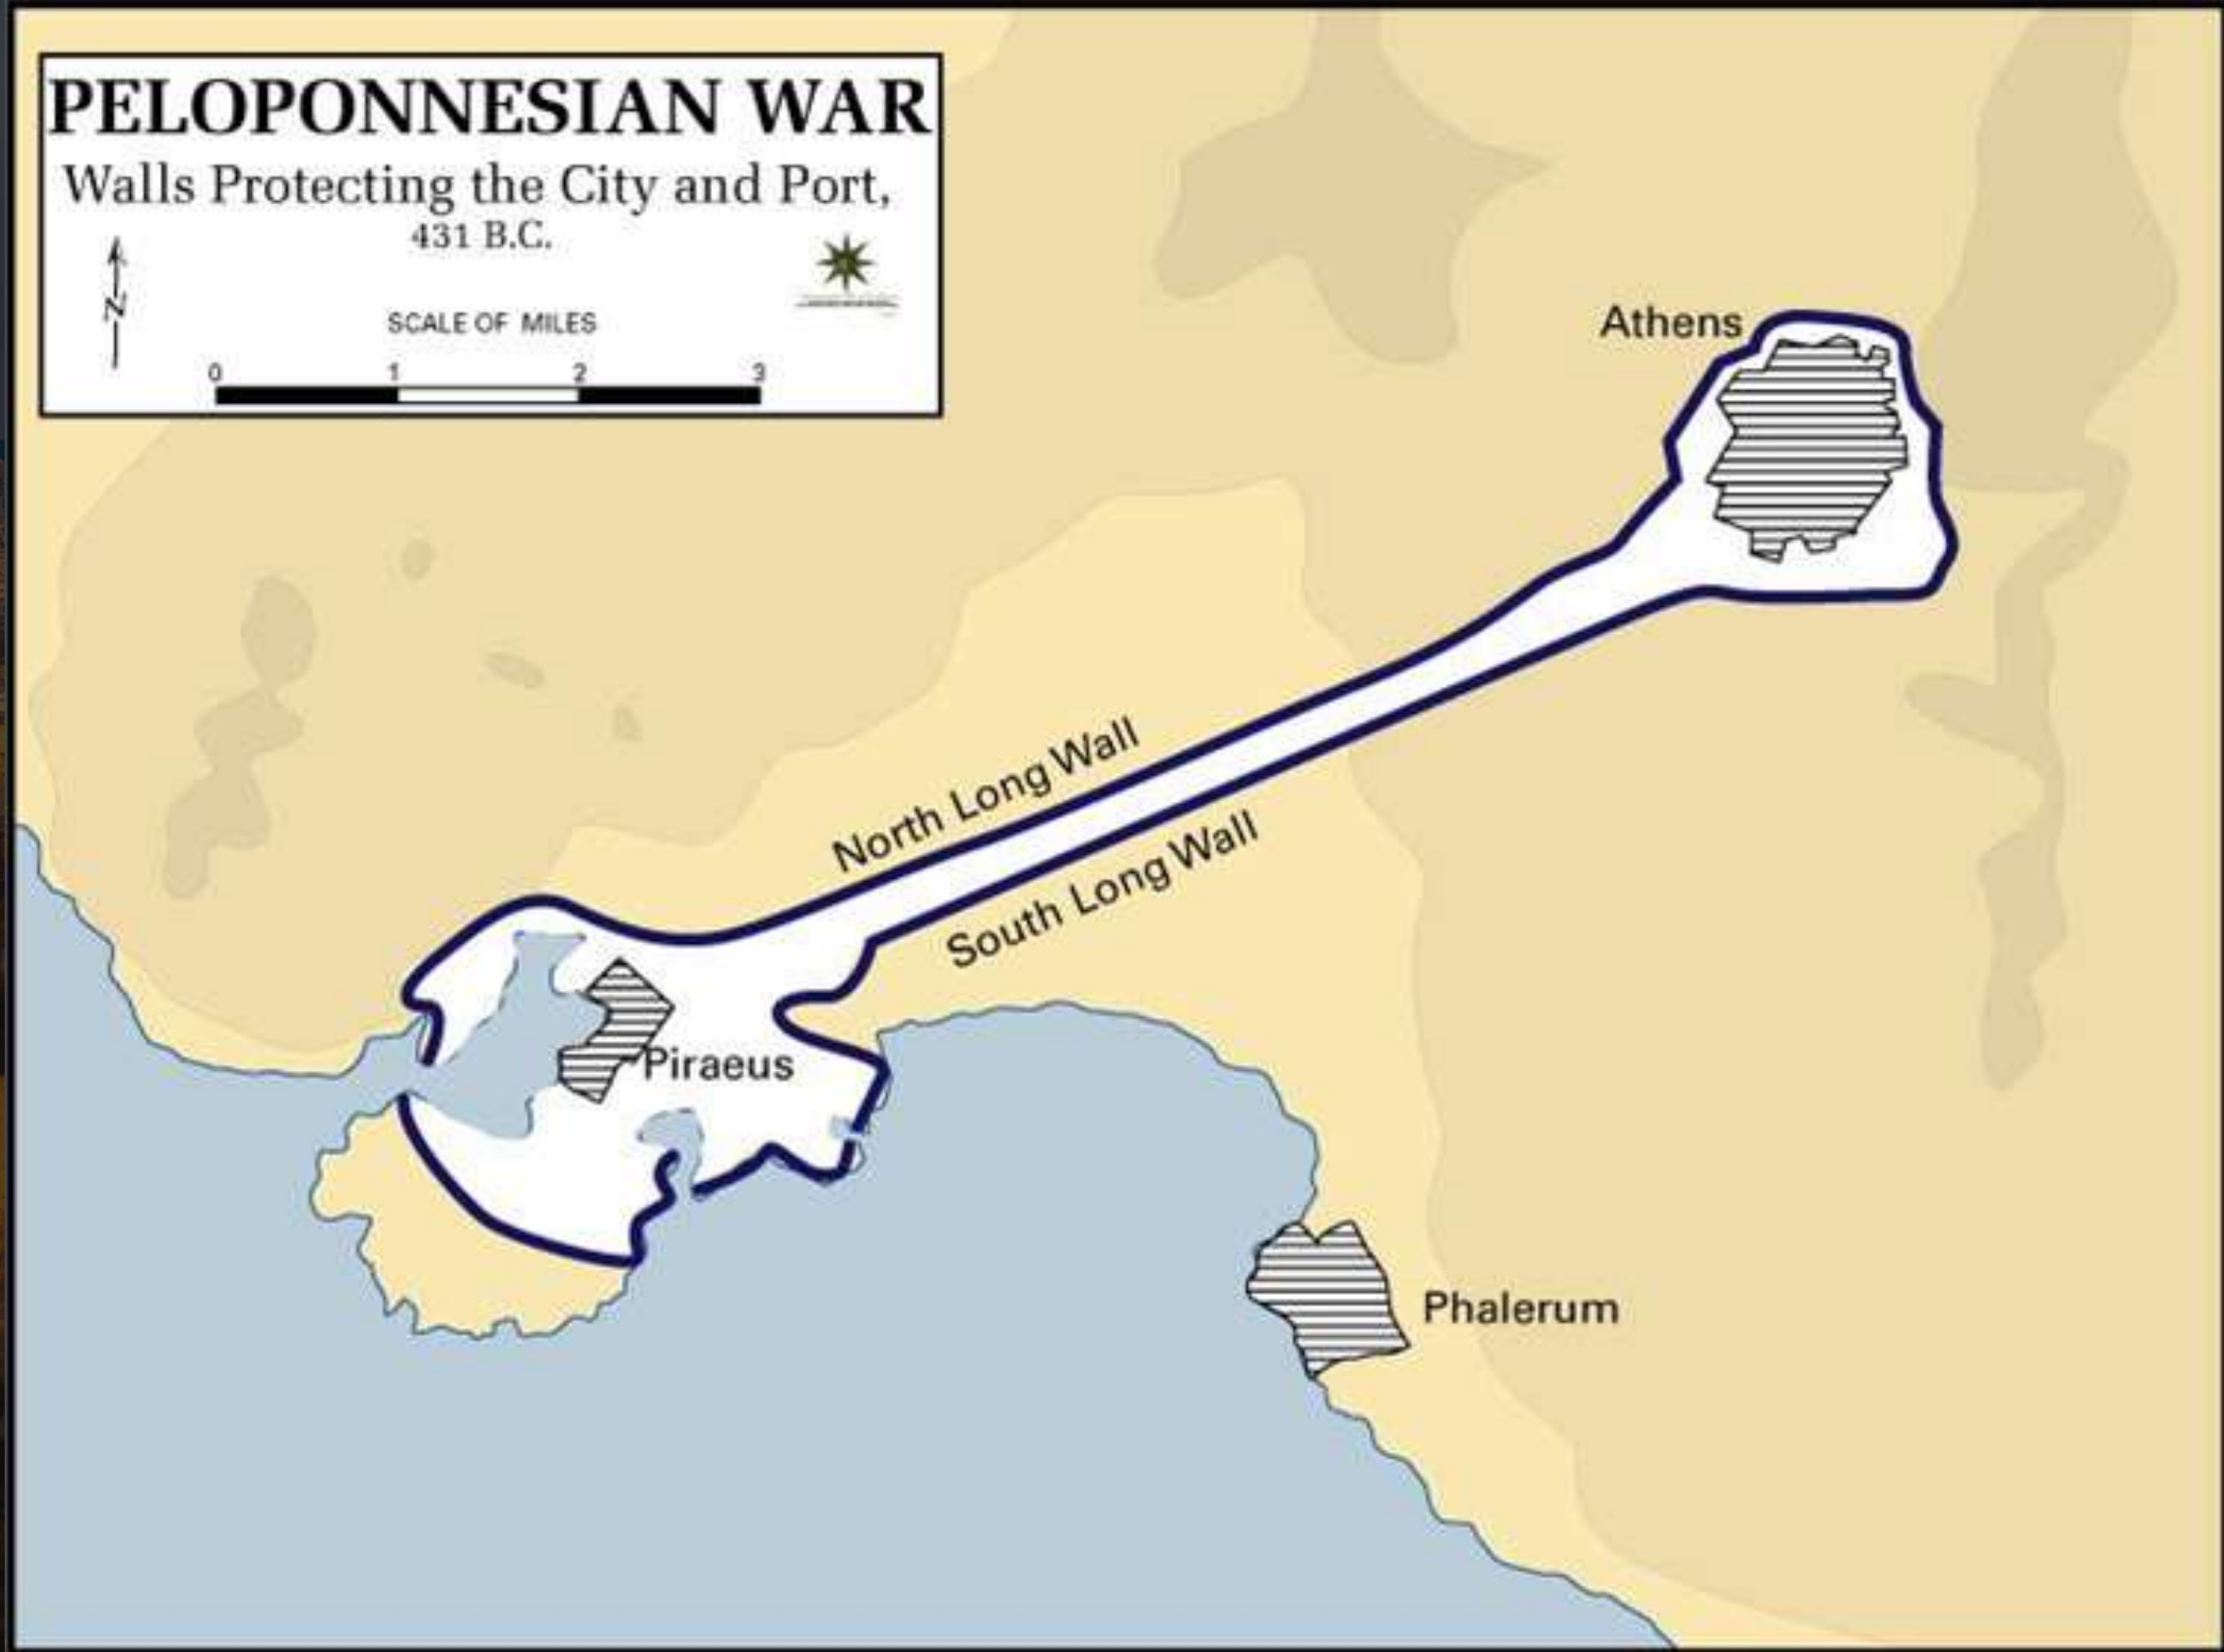 PELOPONNESIAN WAR
Walls Protecting the City and Port,
431 B.C.
N
SCALE OF MILES
0 1 2 3
Athens
North Long Wall
South Long Wall
Piraeus
Phalerum